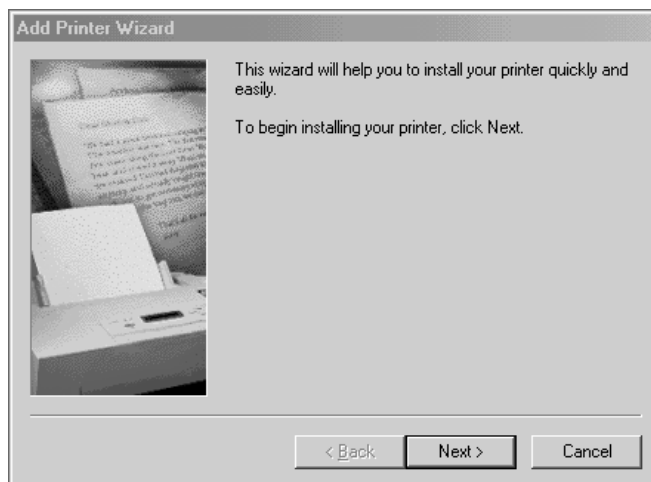 Add Printer Wizard
This wizard will help you to install your printer quickly and
easily.
To begin installing your printer, click Next.
< Back
Next >
Cancel